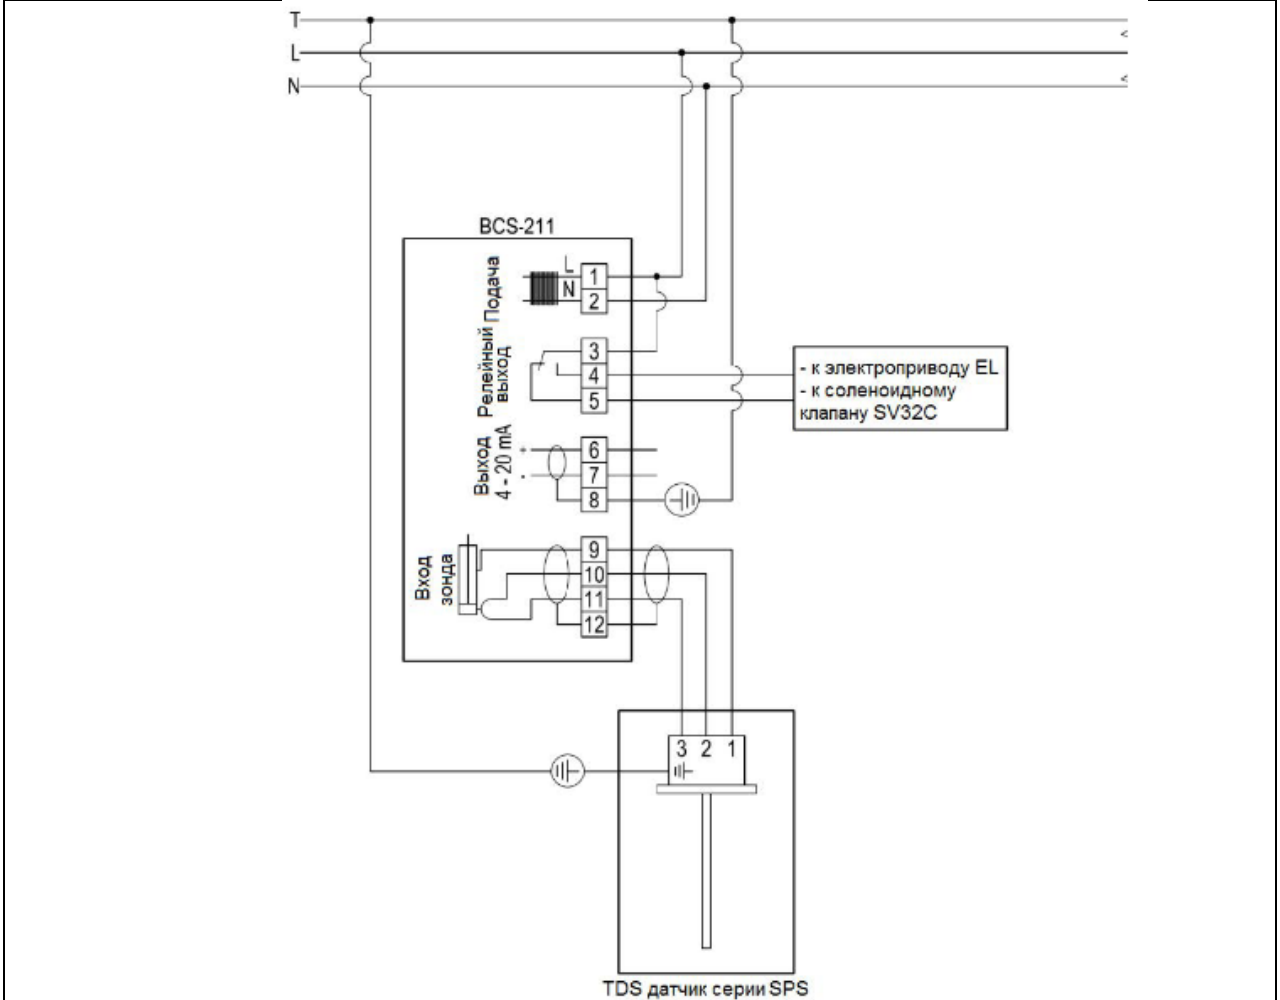 T
L
N
<
<
BCS-211
Подача
L
N
1
2
Релейный
выход
3
4
5
- к электроприводу EL
- к соленоидному
клапану SV32C
Выход
4 - 20 mA
+
-
6
7
8
Вход
зонда
9
10
11
12
3 2 1
TDS датчик серии SPS